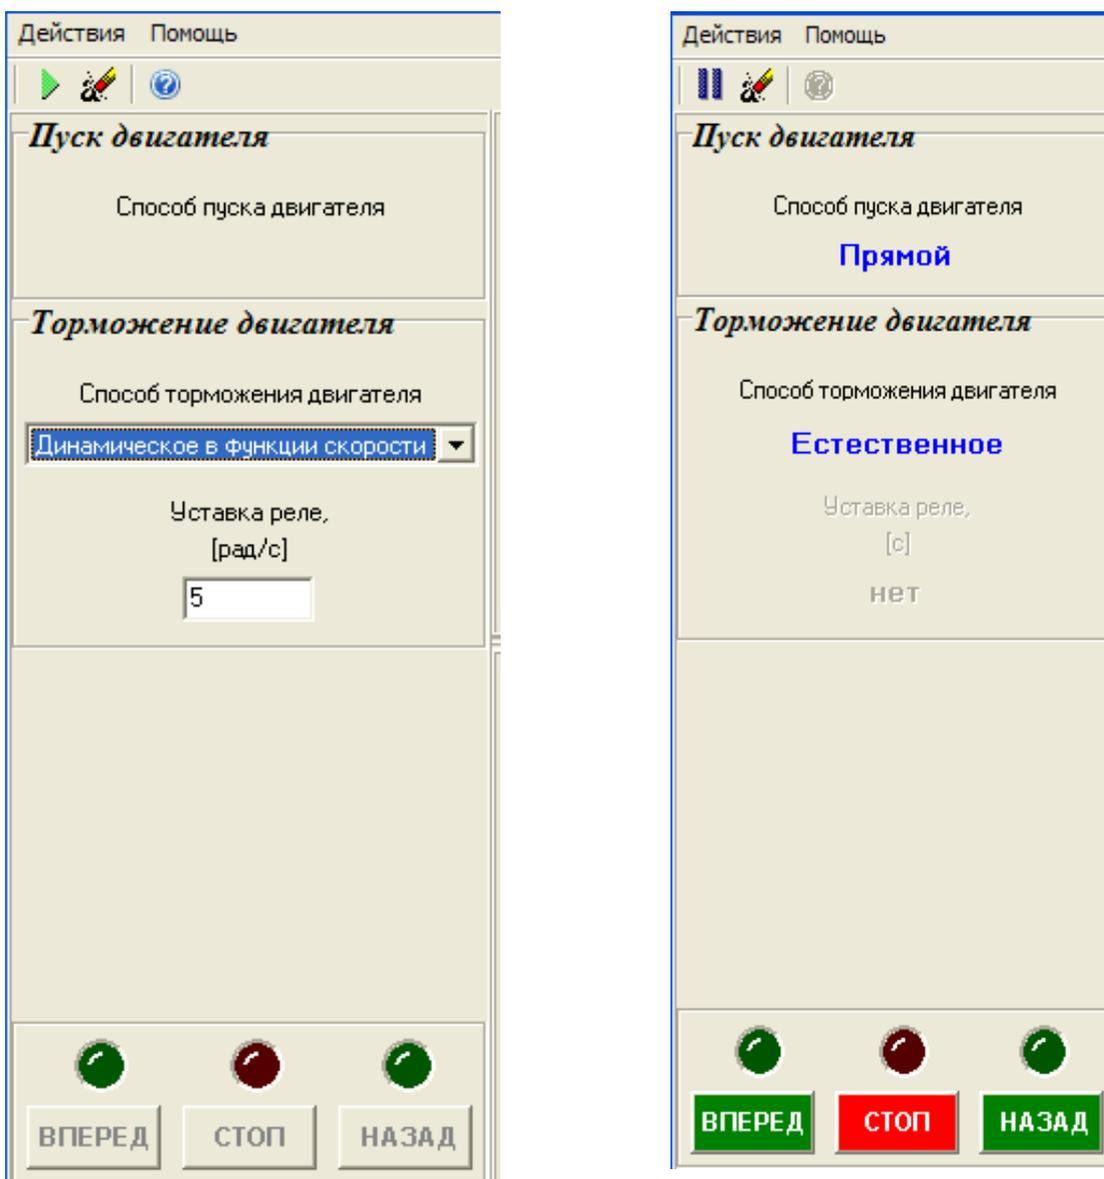 Действия Помощь
Пуск двигателя
Способ пуска двигателя
Торможение двигателя
Способ торможения двигателя
Динамическое в функции скорости
Уставка реле,
[рад/с]
5
ВПЕРЕД СТОП НАЗАД
Действия Помощь
Пуск двигателя
Способ пуска двигателя
Прямой
Торможение двигателя
Способ торможения двигателя
Естественное
Уставка реле,
[с]
нет
ВПЕРЕД СТОП НАЗАД